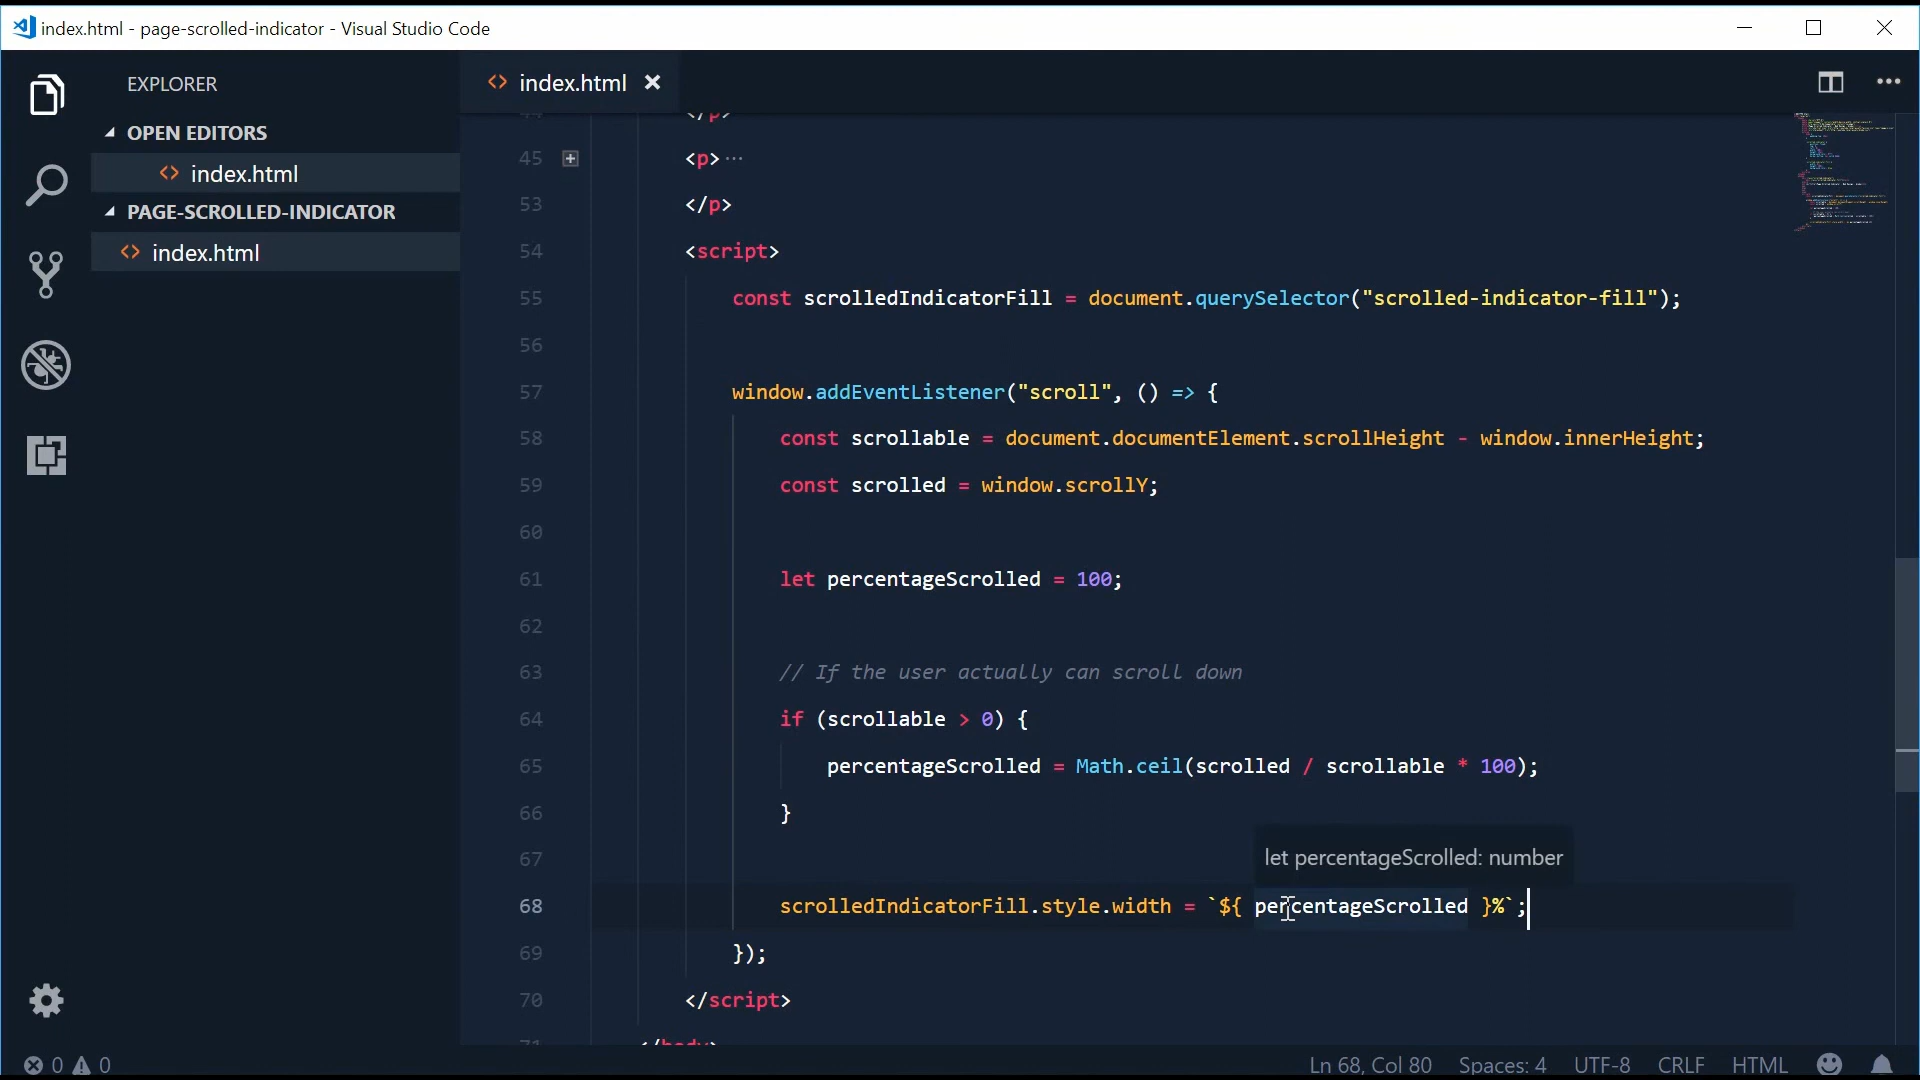 index.html - page-scrolled-indicator - Visual Studio Code
EXPLORER
OPEN EDITORS
index.html
PAGE-SCROLLED-INDICATOR
index.html
index.html
</p>
45 <p>···
53 </p>
54 <script>
55 const scrolledIndicatorFill = document.querySelector("scrolled-indicator-fill");
56
57 window.addEventListener("scroll", () => {
58 const scrollable = document.documentElement.scrollHeight - window.innerHeight;
59 const scrolled = window.scrollY;
60
61 let percentageScrolled = 100;
62
63 // If the user actually can scroll down
64 if (scrollable > 0) {
65 percentageScrolled = Math.ceil(scrolled / scrollable * 100);
66 }
67
let percentageScrolled: number
68 scrolledIndicatorFill.style.width = `${ percentageScrolled }%`;
69 });
70 </script>
71 </body>
0 0
Ln 68, Col 80 Spaces: 4 UTF-8 CRLF HTML